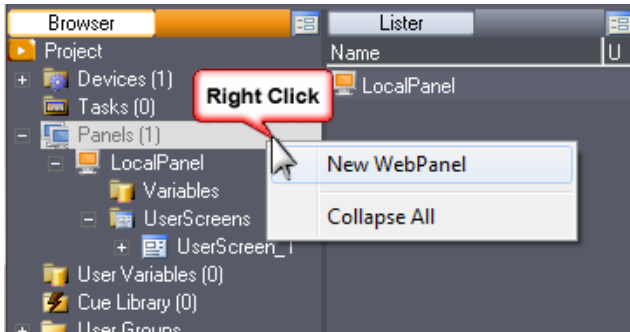 Browser
Lister
Project
Name
U
Devices (1)
LocalPanel
Tasks (0)
Right Click
Panels (1)
LocalPanel
New WebPanel
Variables
Collapse All
UserScreens
UserScreen_1
User Variables (0)
Cue Library (0)
User Groups